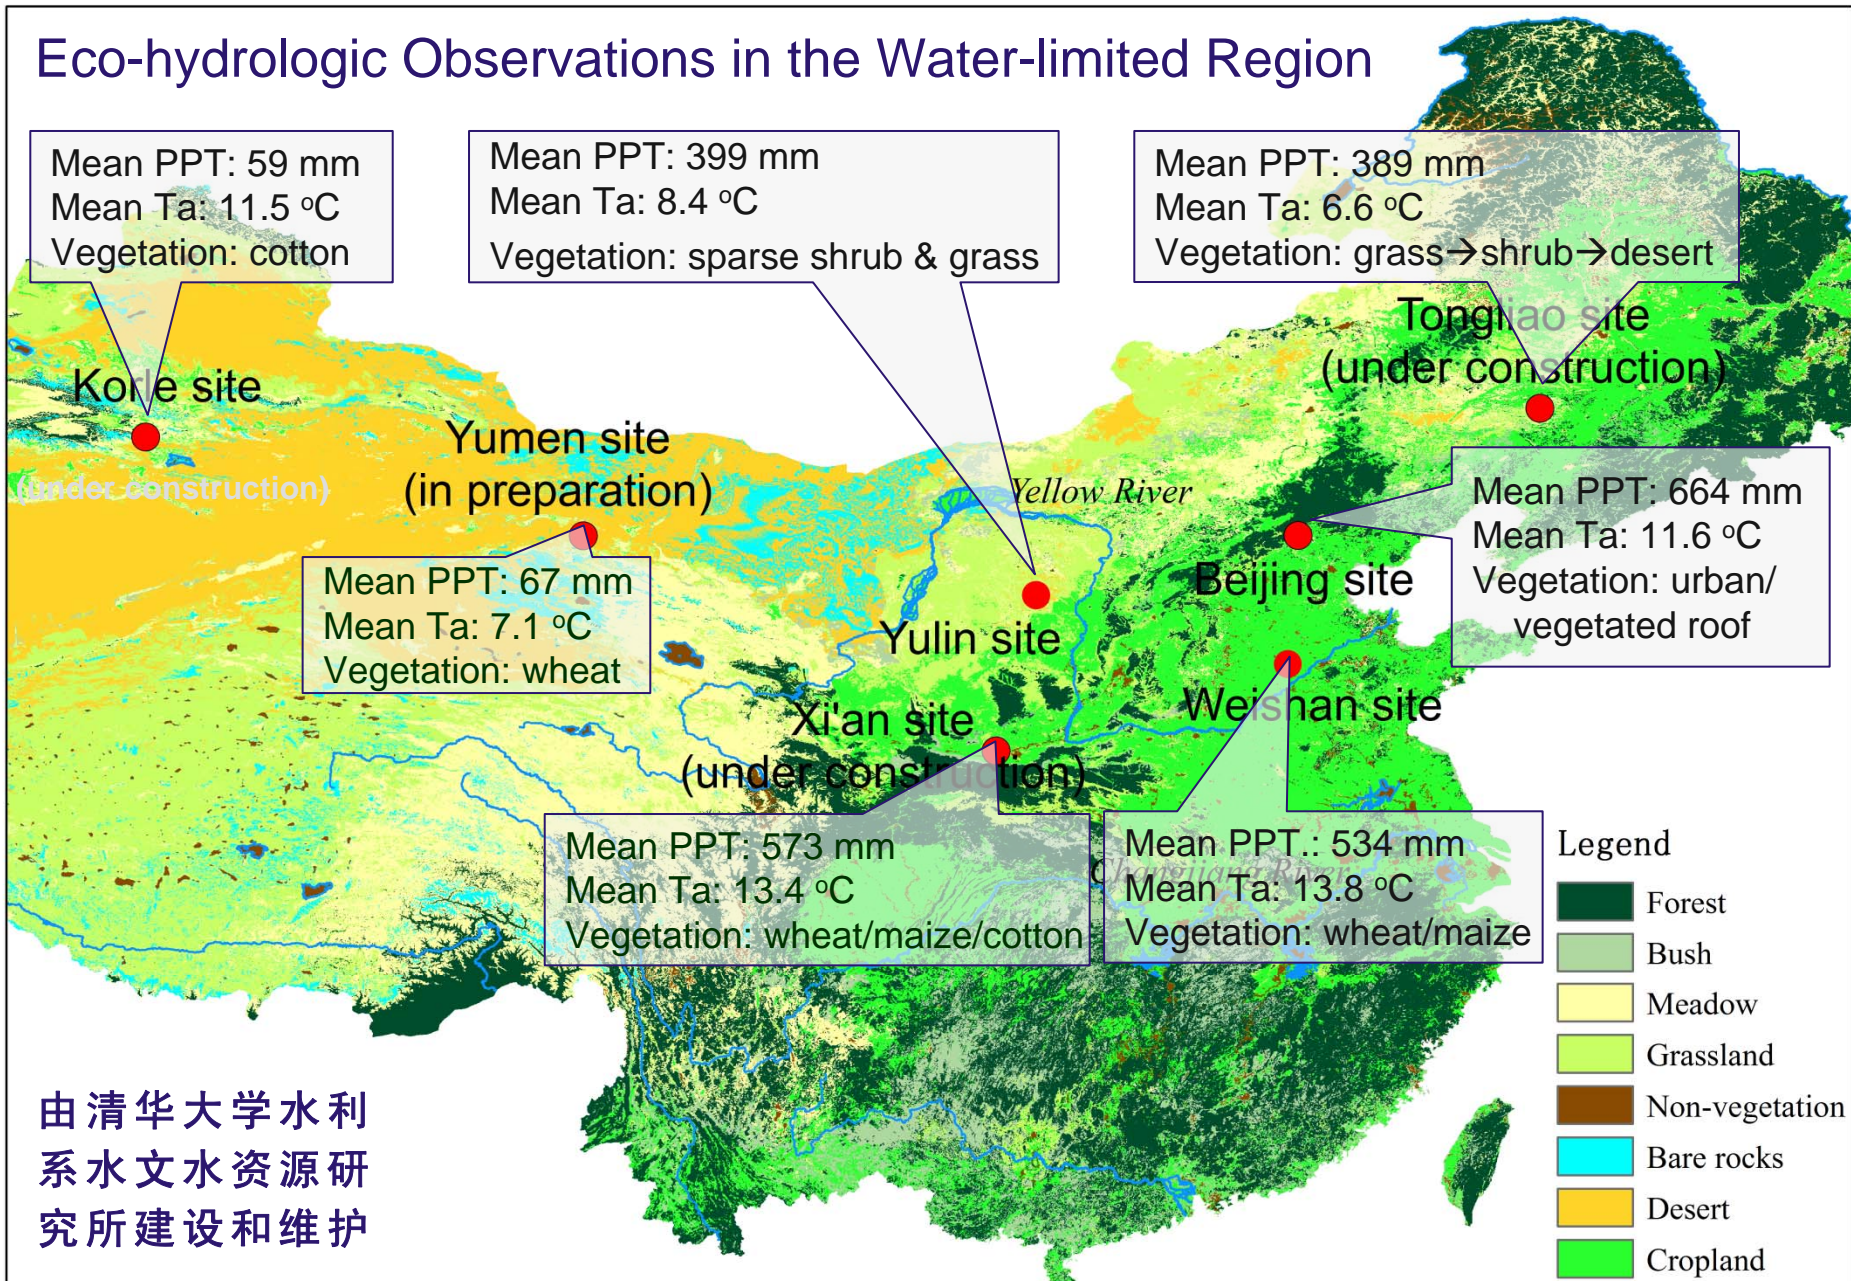 Eco-hydrologic Observations in the Water-limited Region
Mean PPT: 59 mm
Mean Ta: 11.5 oC
Vegetation: cotton
Mean PPT: 399 mm
Mean Ta: 8.4 oC
Vegetation: sparse shrub & grass
Mean PPT: 389 mm
Mean Ta: 6.6 oC
Vegetation: grass→shrub→desert
Tongliao site
(under construction)
Korle site
(under construction)
Yumen site
(in preparation)
Yellow River
Mean PPT: 664 mm
Mean Ta: 11.6 oC
Vegetation: urban/
vegetated roof
Beijing site
Mean PPT: 67 mm
Mean Ta: 7.1 oC
Vegetation: wheat
Yulin site
Weishan site
Xi'an site
(under construction)
Mean PPT: 573 mm
Mean Ta: 13.4 oC
Vegetation: wheat/maize/cotton
Mean PPT.: 534 mm
Mean Ta: 13.8 oC
Vegetation: wheat/maize
Changjiang River
Legend
Forest
Bush
Meadow
Grassland
Non-vegetation
Bare rocks
Desert
Cropland
由清华大学水利
系水文水资源研
究所建设和维护